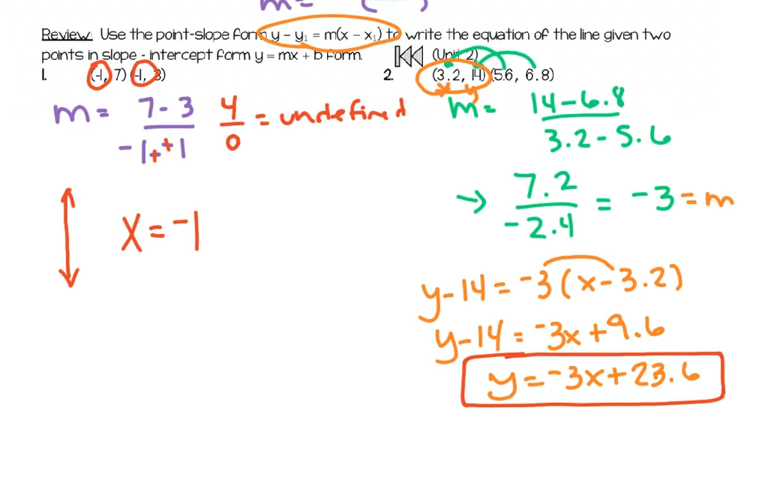 m =
Review: Use the point-slope form y – y₁ = m(x – x₁) to write the equation of the line given two
points in slope - intercept form y = mx + b Form. (Unit 2)
1. (-1, 7) (-1, 3)
m = 7 - 3 / -1 + + 1 4 / 0 = undefined
x = -1
2. (3.2, 14) (5.6, 6.8)
x y
m = 14 - 6.8 / 3.2 - 5.6
→ 7.2 / -2.4 = -3 = m
y - 14 = -3 (x - 3.2)
y - 14 = -3x + 9.6
y = -3x + 23.6